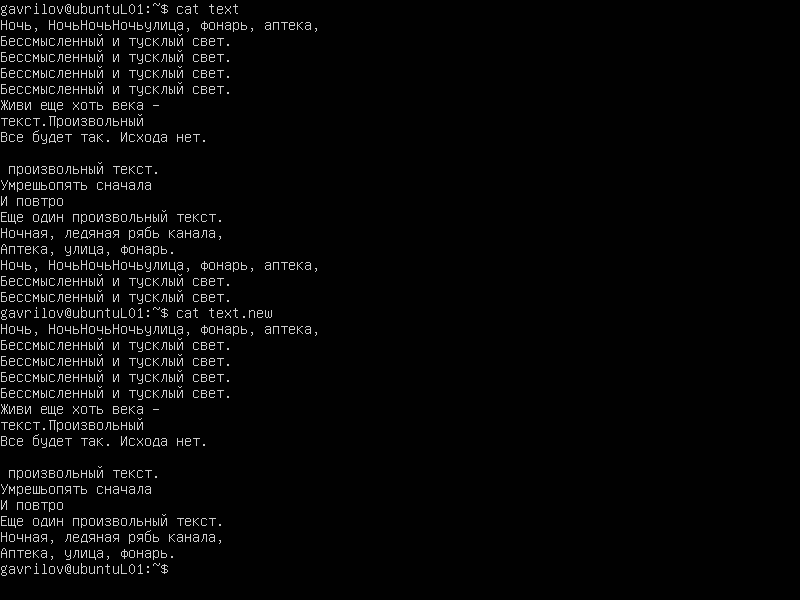 gavrilov@ubuntuL01:~$ cat text
Ночь, НочьНочьНочьулица, фонарь, аптека,
Бессмысленный и тусклый свет.
Бессмысленный и тусклый свет.
Бессмысленный и тусклый свет.
Бессмысленный и тусклый свет.
Живи еще хоть века –
текст.Произвольный
Все будет так. Исхода нет.

 произвольный текст.
Умрешьопять сначала
И повтро
Еще один произвольный текст.
Ночная, ледяная рябь канала,
Аптека, улица, фонарь.
Ночь, НочьНочьНочьулица, фонарь, аптека,
Бессмысленный и тусклый свет.
Бессмысленный и тусклый свет.
gavrilov@ubuntuL01:~$ cat text.new
Ночь, НочьНочьНочьулица, фонарь, аптека,
Бессмысленный и тусклый свет.
Бессмысленный и тусклый свет.
Бессмысленный и тусклый свет.
Бессмысленный и тусклый свет.
Живи еще хоть века –
текст.Произвольный
Все будет так. Исхода нет.

 произвольный текст.
Умрешьопять сначала
И повтро
Еще один произвольный текст.
Ночная, ледяная рябь канала,
Аптека, улица, фонарь.
gavrilov@ubuntuL01:~$